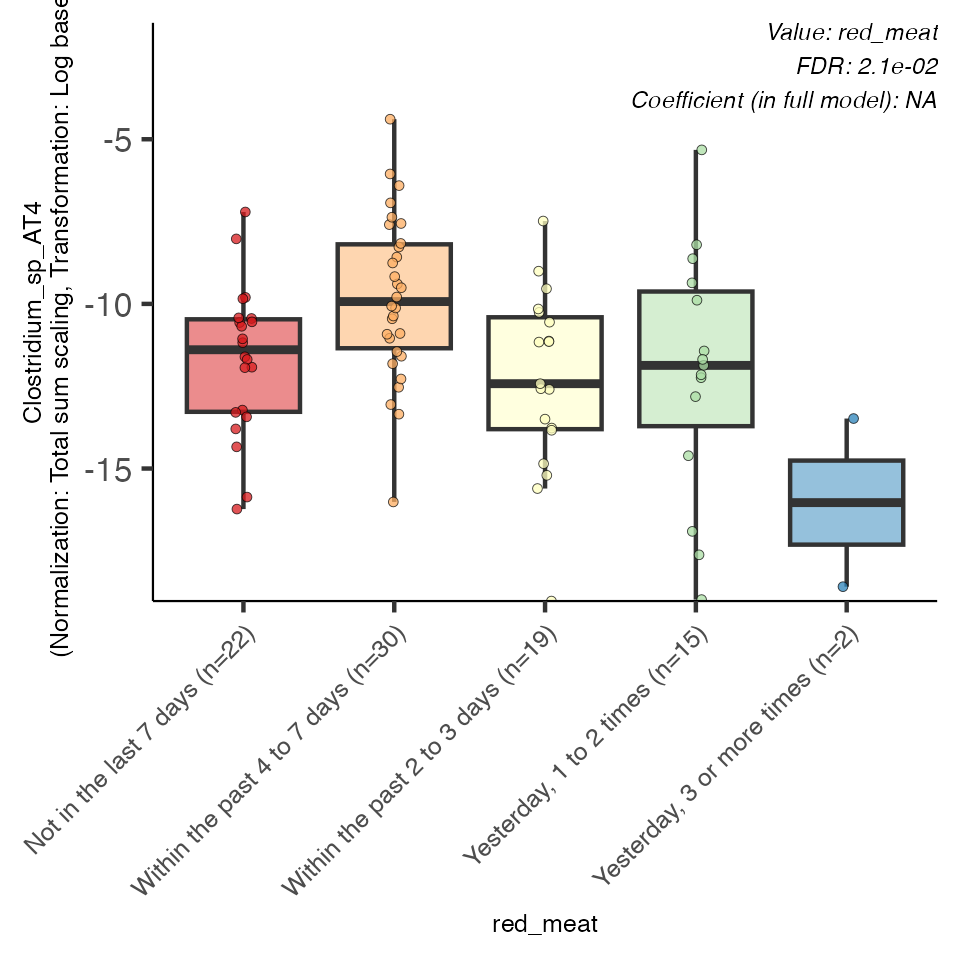 Value: red_meat
FDR: 2.1e-02
Coefficient (in full model): NA
Clostridium_sp_AT4
(Normalization: Total sum scaling, Transformation: Log base
-5
-10
-15
Not in the last 7 days (n=22)
Within the past 4 to 7 days (n=30)
Within the past 2 to 3 days (n=19)
Yesterday, 1 to 2 times (n=15)
Yesterday, 3 or more times (n=2)
red_meat